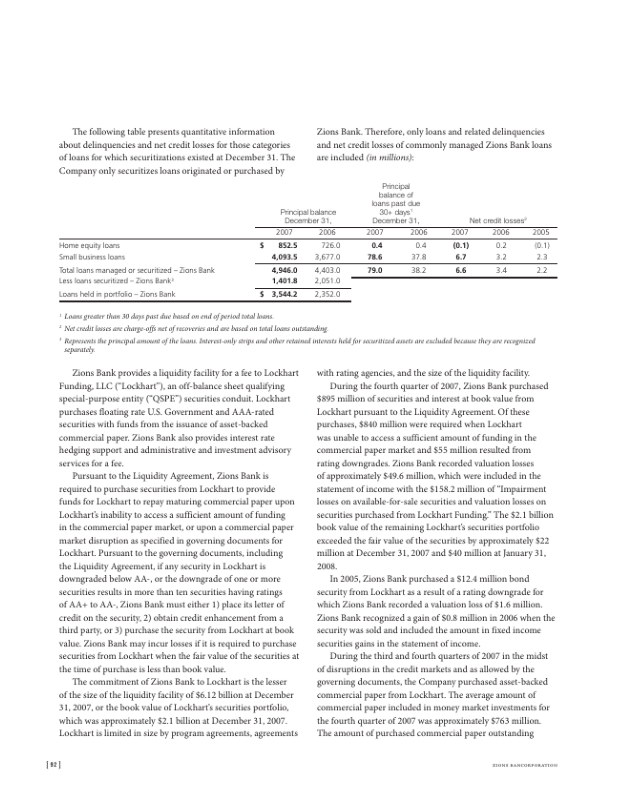 The following table presents quantitative information
about delinquencies and net credit losses for those categories
of loans for which securitizations existed at December 31. The
Company only securitizes loans originated or purchased by
Zions Bank. Therefore, only loans and related delinquencies
and net credit losses of commonly managed Zions Bank loans
are included (in millions):
Principal
balance of
loans past due
Principal balance 30+ days¹
December 31, December 31, Net credit losses²
2007 2006 2007 2006 2007 2006 2005
Home equity loans $ 852.5 726.0 0.4 0.4 (0.1) 0.2 (0.1)
Small business loans 4,093.5 3,677.0 78.6 37.8 6.7 3.2 2.3
Total loans managed or securitized – Zions Bank 4,946.0 4,403.0 79.0 38.2 6.6 3.4 2.2
Less loans securitized – Zions Bank³ 1,401.8 2,051.0
Loans held in portfolio – Zions Bank $ 3,544.2 2,352.0
¹ Loans greater than 30 days past due based on end of period total loans.
² Net credit losses are charge-offs net of recoveries and are based on total loans outstanding.
³ Represents the principal amount of the loans. Interest-only strips and other retained interests held for securitized assets are excluded because they are recognized
separately.
Zions Bank provides a liquidity facility for a fee to Lockhart
Funding, LLC (“Lockhart”), an off-balance sheet qualifying
special-purpose entity (“QSPE”) securities conduit. Lockhart
purchases floating rate U.S. Government and AAA-rated
securities with funds from the issuance of asset-backed
commercial paper. Zions Bank also provides interest rate
hedging support and administrative and investment advisory
services for a fee.
Pursuant to the Liquidity Agreement, Zions Bank is
required to purchase securities from Lockhart to provide
funds for Lockhart to repay maturing commercial paper upon
Lockhart’s inability to access a sufficient amount of funding
in the commercial paper market, or upon a commercial paper
market disruption as specified in governing documents for
Lockhart. Pursuant to the governing documents, including
the Liquidity Agreement, if any security in Lockhart is
downgraded below AA-, or the downgrade of one or more
securities results in more than ten securities having ratings
of AA+ to AA-, Zions Bank must either 1) place its letter of
credit on the security, 2) obtain credit enhancement from a
third party, or 3) purchase the security from Lockhart at book
value. Zions Bank may incur losses if it is required to purchase
securities from Lockhart when the fair value of the securities at
the time of purchase is less than book value.
The commitment of Zions Bank to Lockhart is the lesser
of the size of the liquidity facility of $6.12 billion at December
31, 2007, or the book value of Lockhart’s securities portfolio,
which was approximately $2.1 billion at December 31, 2007.
Lockhart is limited in size by program agreements, agreements
with rating agencies, and the size of the liquidity facility.
During the fourth quarter of 2007, Zions Bank purchased
$895 million of securities and interest at book value from
Lockhart pursuant to the Liquidity Agreement. Of these
purchases, $840 million were required when Lockhart
was unable to access a sufficient amount of funding in the
commercial paper market and $55 million resulted from
rating downgrades. Zions Bank recorded valuation losses
of approximately $49.6 million, which were included in the
statement of income with the $158.2 million of “Impairment
losses on available-for-sale securities and valuation losses on
securities purchased from Lockhart Funding.” The $2.1 billion
book value of the remaining Lockhart’s securities portfolio
exceeded the fair value of the securities by approximately $22
million at December 31, 2007 and $40 million at January 31,
2008.
In 2005, Zions Bank purchased a $12.4 million bond
security from Lockhart as a result of a rating downgrade for
which Zions Bank recorded a valuation loss of $1.6 million.
Zions Bank recognized a gain of $0.8 million in 2006 when the
security was sold and included the amount in fixed income
securities gains in the statement of income.
During the third and fourth quarters of 2007 in the midst
of disruptions in the credit markets and as allowed by the
governing documents, the Company purchased asset-backed
commercial paper from Lockhart. The average amount of
commercial paper included in money market investments for
the fourth quarter of 2007 was approximately $763 million.
The amount of purchased commercial paper outstanding
[ 92 ] ZIONS BANCORPORATION